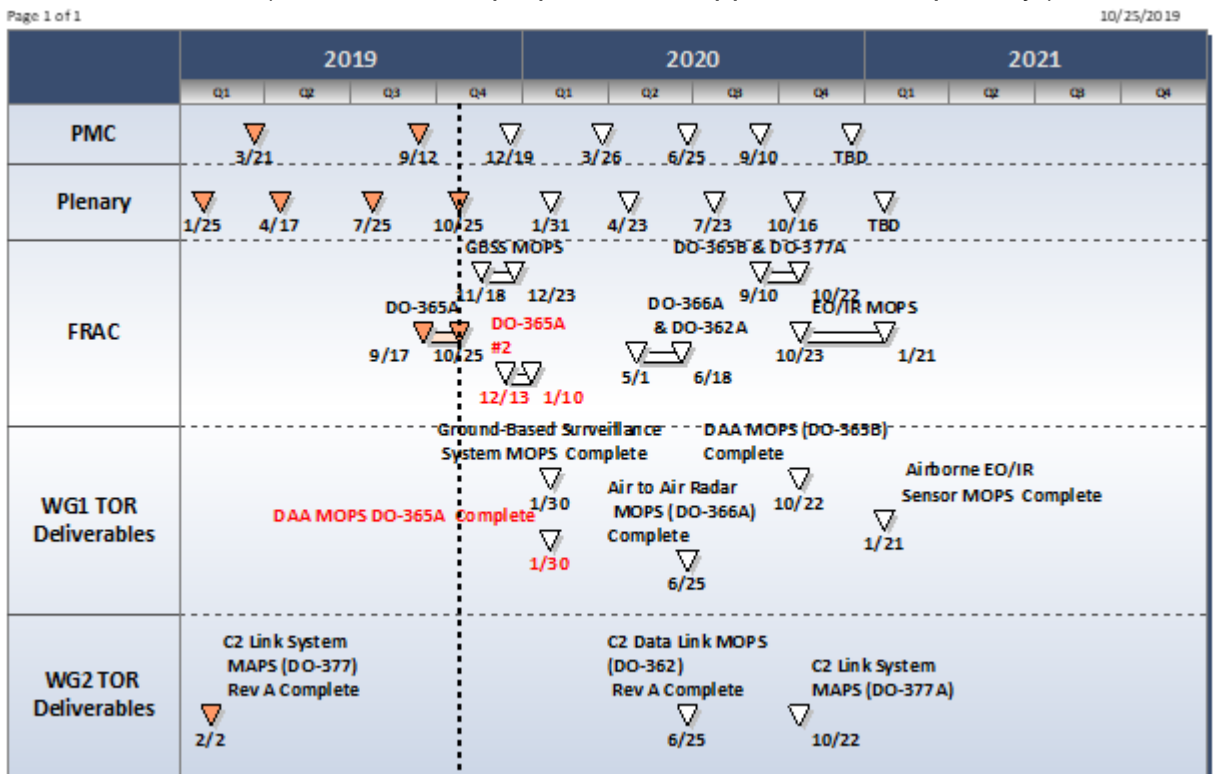 Page 1 of 1
10/25/2019
2019 2020 2021
Q1 Q2 Q3 Q4 Q1 Q2 Q3 Q4 Q1 Q2 Q3 Q4
PMC
3/21 9/12 12/19 3/26 6/25 9/10 TBD
Plenary
1/25 4/17 7/25 10/25 1/31 4/23 7/23 10/16 TBD
FRAC
GBSS MOPS
11/18 12/23
DO-365B & DO-377A
9/10 10/22
DO-365A
9/17 10/25
DO-365A
#2
12/13 1/10
DO-366A
& DO-362A
5/1 6/18
EO/IR MOPS
10/23 1/21
WG1 TOR
Deliverables
Ground-Based Surveillance
System MOPS Complete
1/30
DAA MOPS (DO-365B)
Complete
10/22
DAA MOPS DO-365A Complete
1/30
Air to Air Radar
MOPS (DO-366A)
Complete
6/25
Airborne EO/IR
Sensor MOPS Complete
1/21
WG2 TOR
Deliverables
C2 Link System
MAPS (DO-377)
Rev A Complete
2/2
C2 Data Link MOPS
(DO-362)
Rev A Complete
6/25
C2 Link System
MAPS (DO-377A)
10/22